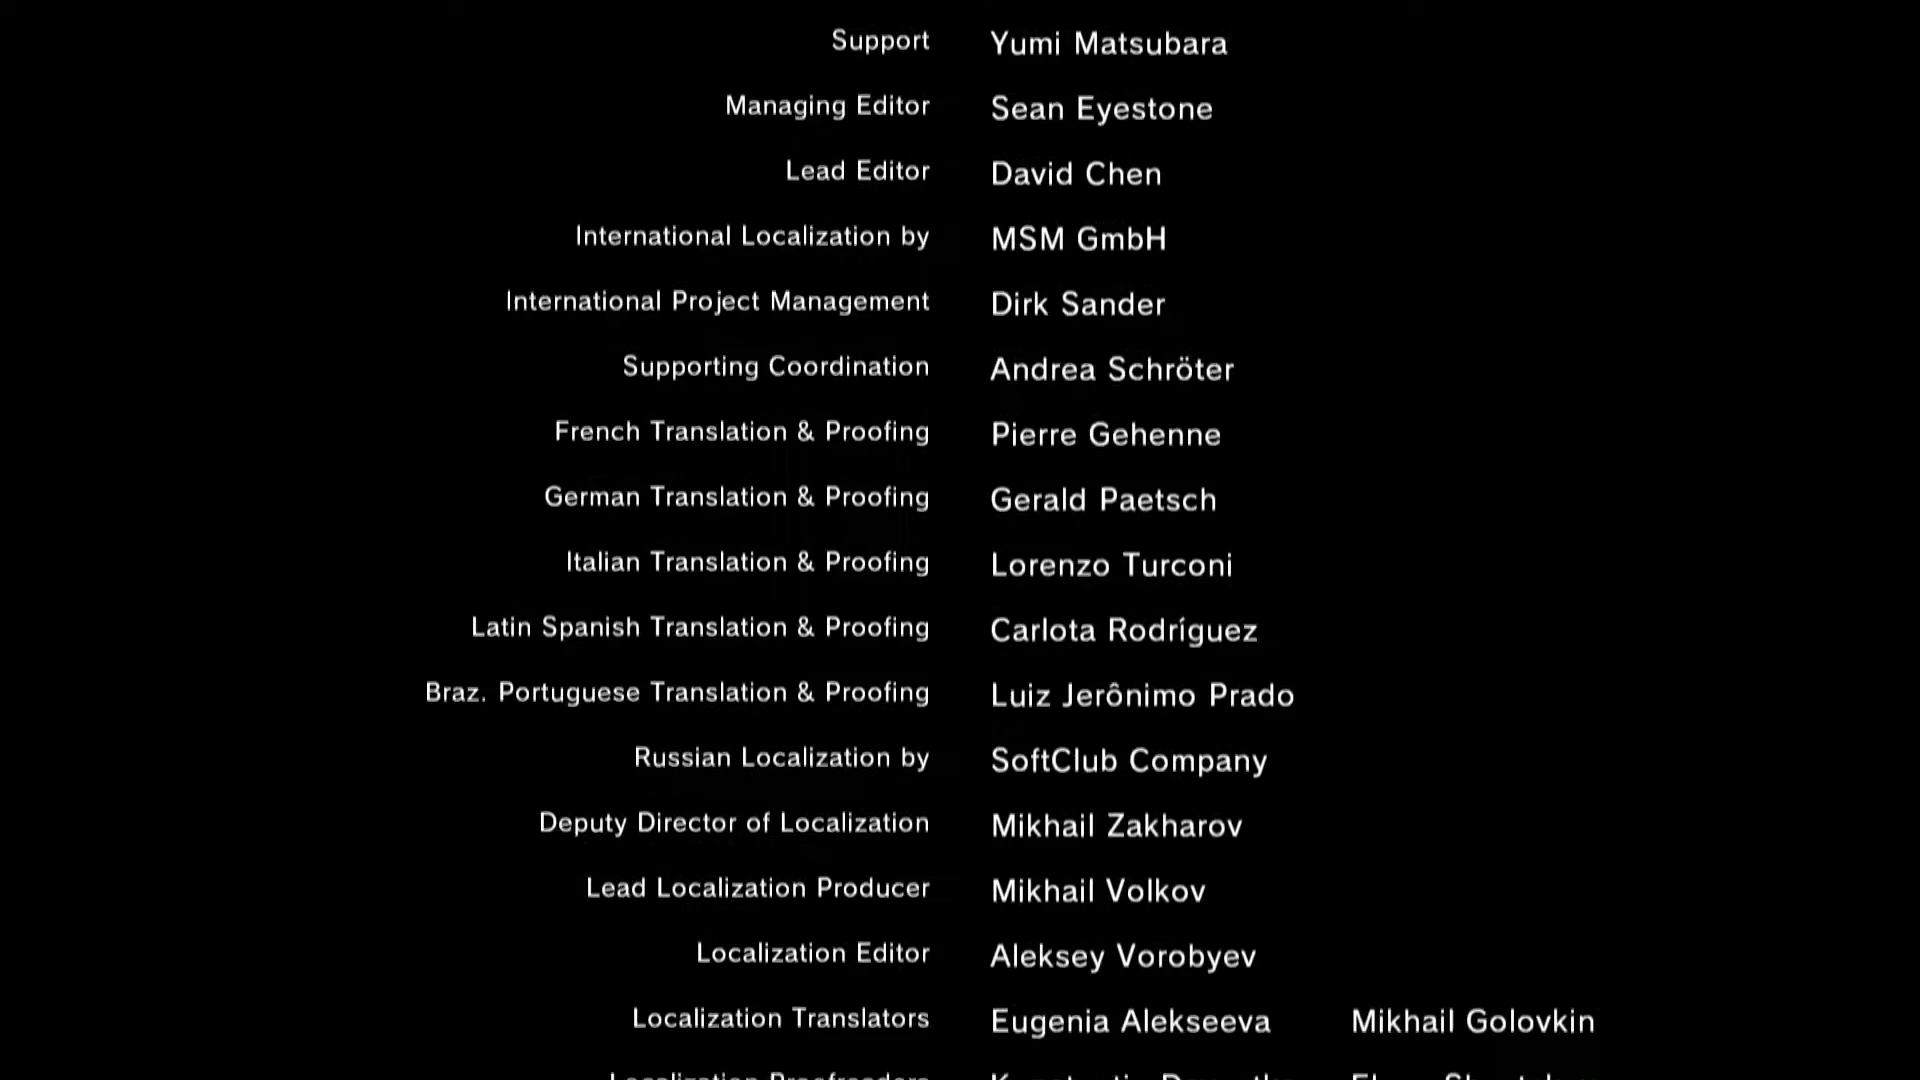 Support Yumi Matsubara
Managing Editor Sean Eyestone
Lead Editor David Chen
International Localization by MSM GmbH
International Project Management Dirk Sander
Supporting Coordination Andrea Schröter
French Translation & Proofing Pierre Gehenne
German Translation & Proofing Gerald Paetsch
Italian Translation & Proofing Lorenzo Turconi
Latin Spanish Translation & Proofing Carlota Rodríguez
Braz. Portuguese Translation & Proofing Luiz Jerônimo Prado
Russian Localization by SoftClub Company
Deputy Director of Localization Mikhail Zakharov
Lead Localization Producer Mikhail Volkov
Localization Editor Aleksey Vorobyev
Localization Translators Eugenia Alekseeva Mikhail Golovkin
Localization Proofreaders